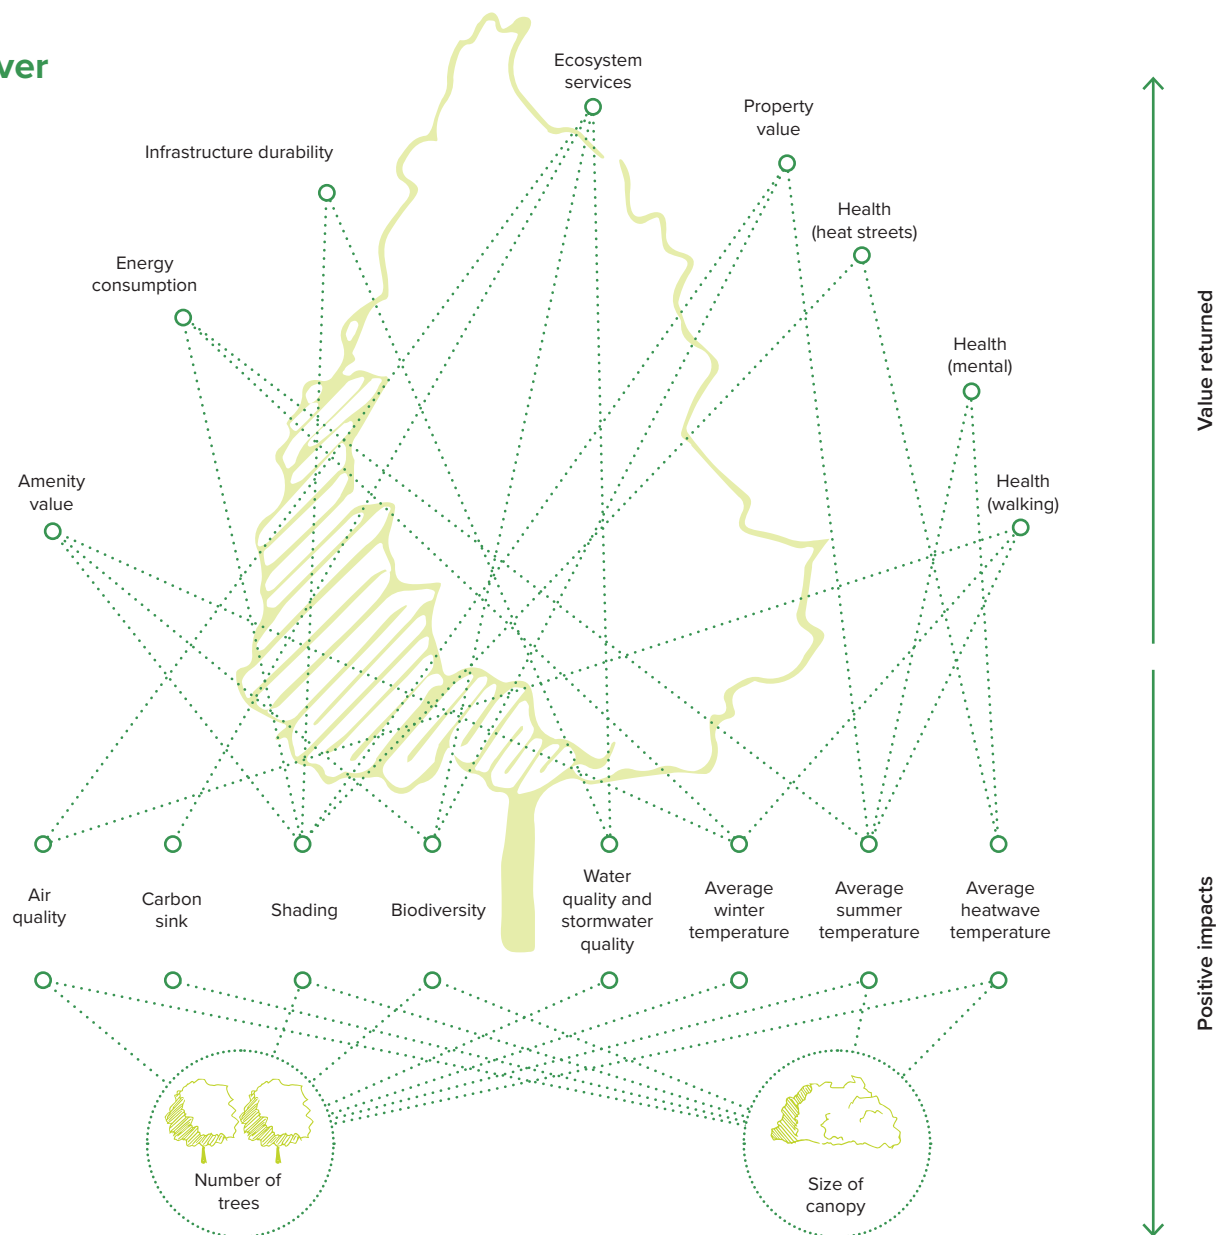 ver
Ecosystem
services
Property
value
Infrastructure durability
Health
(heat streets)
Energy
consumption
Health
(mental)
Amenity
value
Health
(walking)
Value returned
Air
quality
Carbon
sink
Shading
Biodiversity
Water
quality and
stormwater
quality
Average
winter
temperature
Average
summer
temperature
Average
heatwave
temperature
Positive impacts
Number of
trees
Size of
canopy